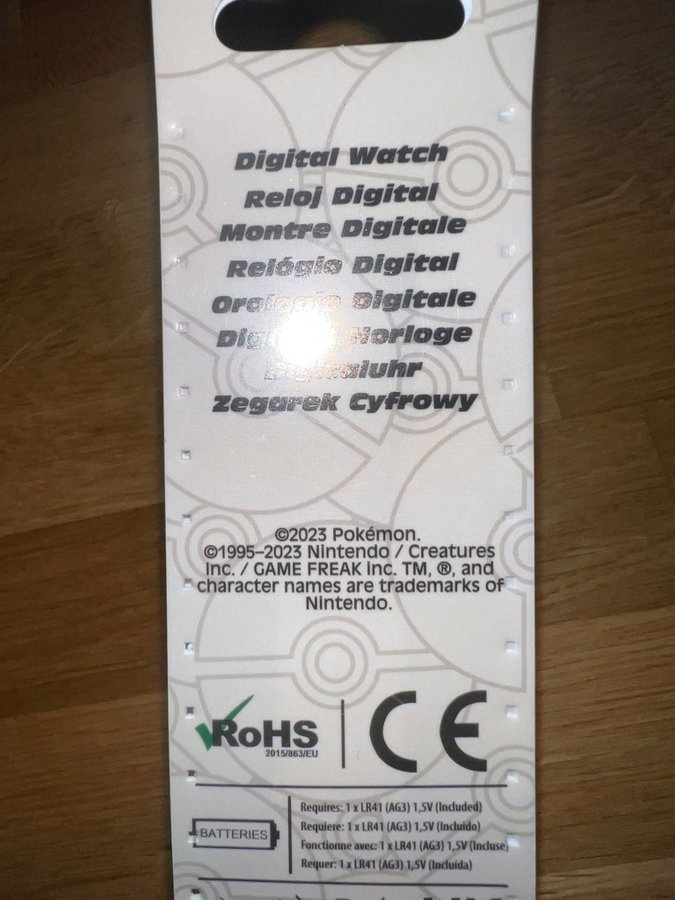 Digital Watch
Reloj Digital
Montre Digitale
Relógio Digital
Orologio Digitale
Horloge
Digitaluhr
Zegarek Cyfrowy
©2023 Pokémon.
©1995–2023 Nintendo / Creatures
Inc. / GAME FREAK inc. TM, ®, and
character names are trademarks of
Nintendo.
RoHS
2015/863/EU
CE
BATTERIES
Requires: 1 x LR41 (AG3) 1,5V (Included)
Requiere: 1 x LR41 (AG3) 1,5V (Incluido)
Fonctionne avec: 1 x LR41 (AG3) 1,5V (Incluse)
Requer: 1 x LR41 (AG3) 1,5V (Incluída)